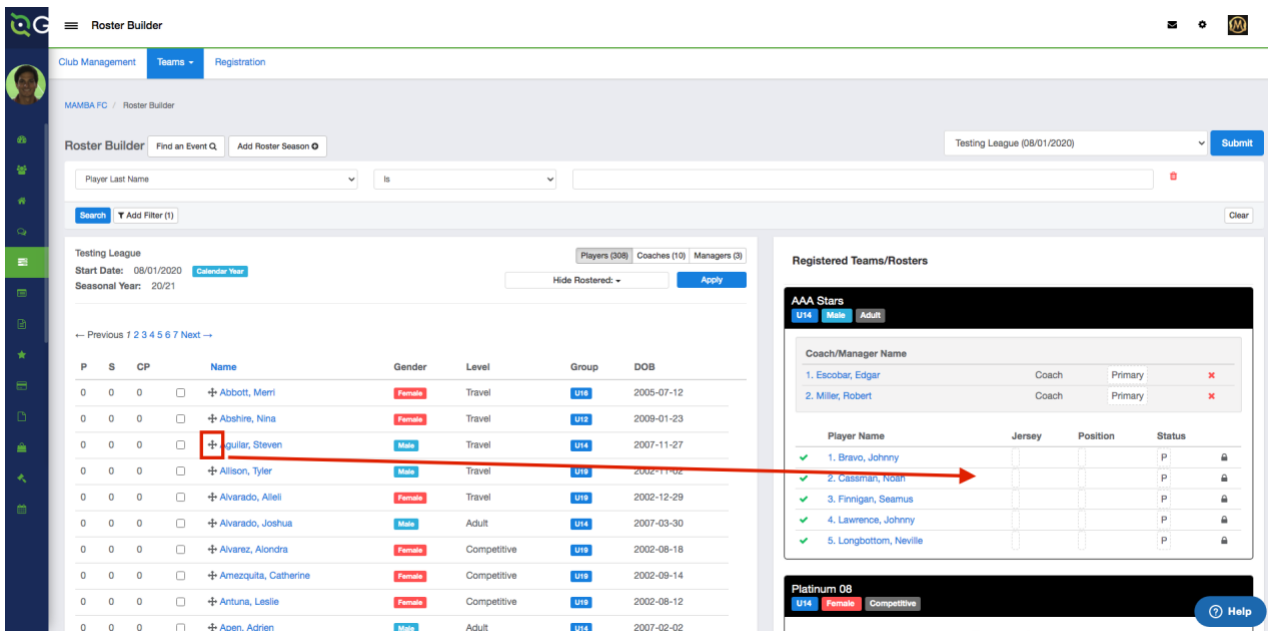 G Roster Builder
Club Management Teams Registration
MAMBA FC / Roster Builder
Roster Builder Find an Event Add Roster Season Testing League (08/01/2020) Submit
Player Last Name Is
Search Add Filter (1) Clear
Testing League Players (308) Coaches (10) Managers (3)
Start Date: 08/01/2020 Calendar Year
Seasonal Year: 20/21 Hide Rostered: Apply
← Previous 1 2 3 4 5 6 7 Next →
P S CP Name Gender Level Group DOB
0 0 0 Abbott, Merri Female Travel U16 2005-07-12
0 0 0 Abshire, Nina Female Travel U12 2009-01-23
0 0 0 Aguilar, Steven Male Travel U14 2007-11-27
0 0 0 Allison, Tyler Male Travel U19 2002-11-02
0 0 0 Alvarado, Alleli Female Travel U19 2002-12-29
0 0 0 Alvarado, Joshua Male Adult U14 2007-03-30
0 0 0 Alvarez, Alondra Female Competitive U19 2002-08-18
0 0 0 Amezquita, Catherine Female Competitive U19 2002-09-14
0 0 0 Antuna, Leslie Female Competitive U19 2002-08-12
0 0 0 Apen, Adrien Male Adult U14 2007-02-02
Registered Teams/Rosters
AAA Stars
U14 Male Adult
Coach/Manager Name
1. Escobar, Edgar Coach Primary
2. Miller, Robert Coach Primary
Player Name Jersey Position Status
1. Bravo, Johnny P
2. Cassman, Noah P
3. Finnigan, Seamus P
4. Lawrence, Johnny P
5. Longbottom, Neville P
Platinum 08
U14 Female Competitive
Help